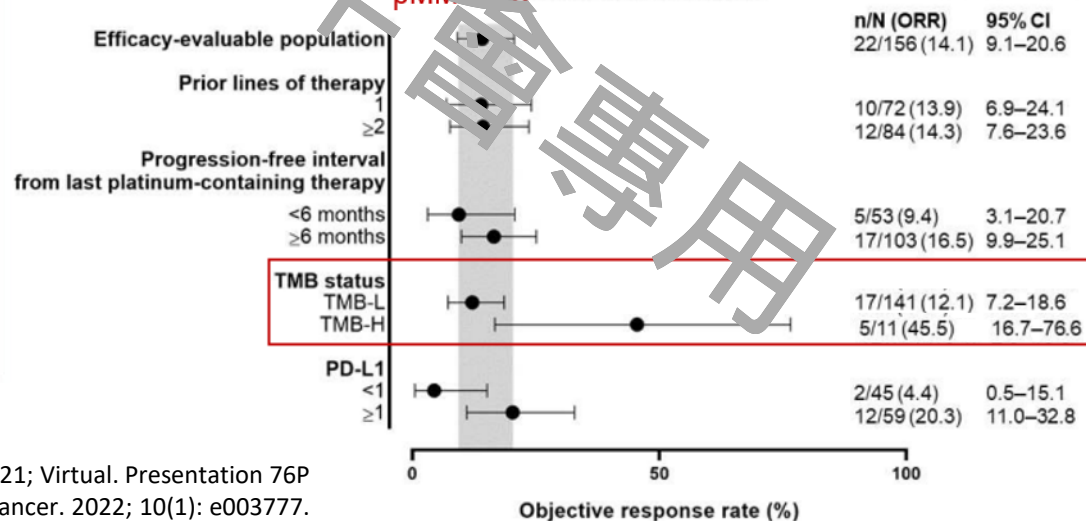 n/N (ORR) 95% CI
Efficacy-evaluable population 22/156 (14.1) 9.1–20.6
Prior lines of therapy
1 10/72 (13.9) 6.9–24.1
≥2 12/84 (14.3) 7.6–23.6
Progression-free interval
from last platinum-containing therapy
<6 months 5/53 (9.4) 3.1–20.7
≥6 months 17/103 (16.5) 9.9–25.1
TMB status
TMB-L 17/141 (12.1) 7.2–18.6
TMB-H 5/11 (45.5) 16.7–76.6
PD-L1
<1 2/45 (4.4) 0.5–15.1
≥1 12/59 (20.3) 11.0–32.8
0 50 100
Objective response rate (%)
21; Virtual. Presentation 76P
ancer. 2022; 10(1): e003777.
會專用